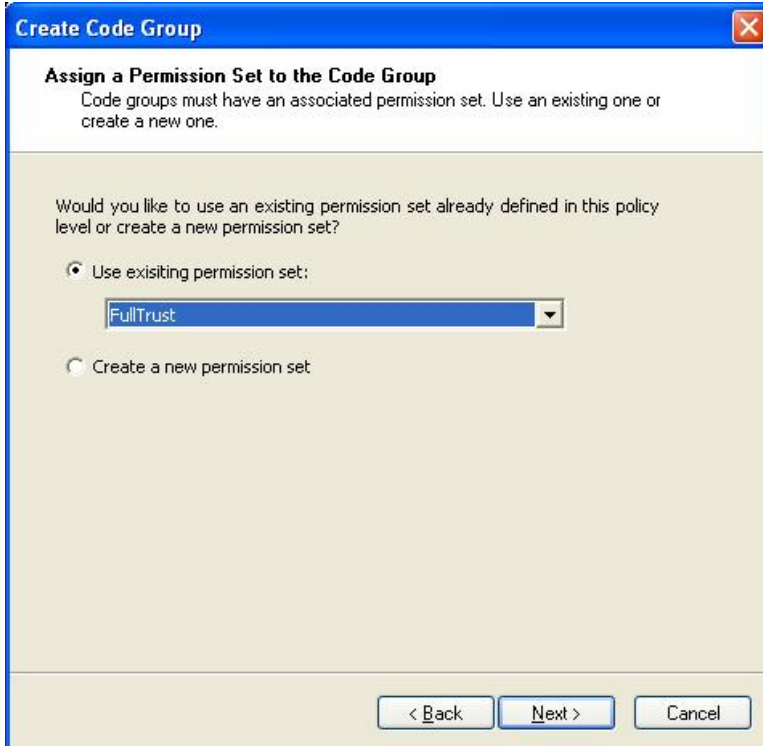 Create Code Group
Assign a Permission Set to the Code Group
Code groups must have an associated permission set. Use an existing one or
create a new one.
Would you like to use an existing permission set already defined in this policy
level or create a new permission set?
Use exisiting permission set:
FullTrust
Create a new permission set
< Back
Next >
Cancel